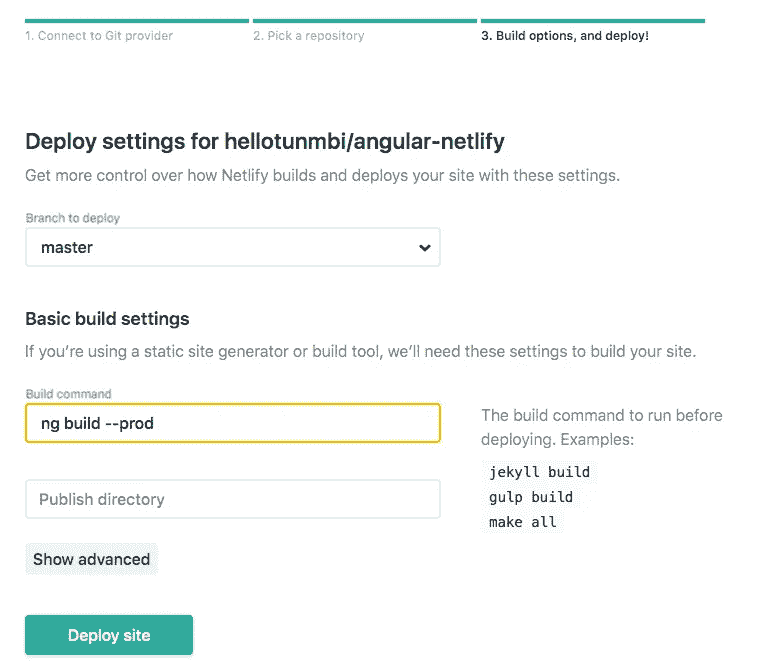 1. Connect to Git provider
2. Pick a repository
3. Build options, and deploy!
Deploy settings for hellotunmbi/angular-netlify
Get more control over how Netlify builds and deploys your site with these settings.
Branch to deploy
master
Basic build settings
If you're using a static site generator or build tool, we'll need these settings to build your site.
Build command
ng build --prod
The build command to run before
deploying. Examples:
jekyll build
gulp build
make all
Publish directory
Show advanced
Deploy site